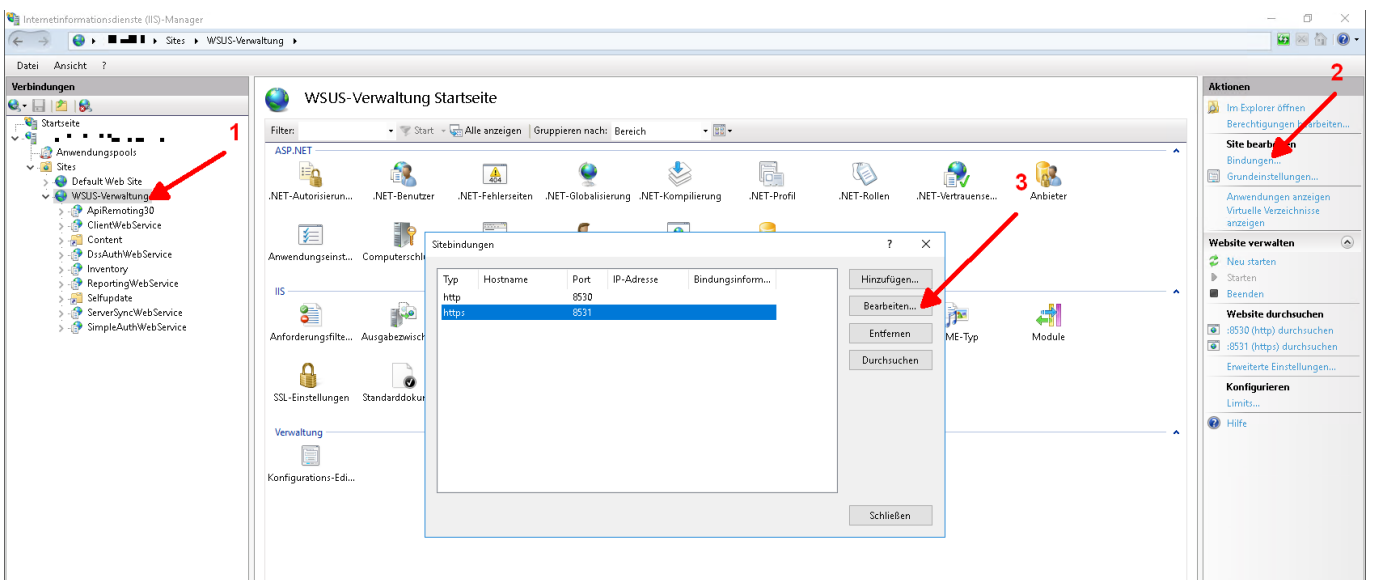 Internetinformationsdienste (IIS)-Manager
Sites
WSUS-Verwaltung
Datei Ansicht ?
Verbindungen
Startseite
Anwendungspools
Sites
Default Web Site
WSUS-Verwaltung
ApiRemoting30
ClientWebService
Content
DssAuthWebService
Inventory
ReportingWebService
Selfupdate
ServerSyncWebService
SimpleAuthWebService
1
WSUS-Verwaltung Startseite
Filter: Start Alle anzeigen Gruppieren nach: Bereich
ASP.NET
.NET-Autorisierun... .NET-Benutzer .NET-Fehlerseiten .NET-Globalisierung .NET-Kompilierung .NET-Profil .NET-Rollen .NET-Vertrauense... Anbieter
404
3
Anwendungseinst... Computerschl
IIS
Anforderungsfilte... Ausgabezwisch ME-Typ Module
SSL-Einstellungen Standarddokur
Verwaltung
Konfigurations-Edi...
Sitebindungen ?
Typ Hostname Port IP-Adresse Bindungsinform...
http 8530
https 8531
Hinzufügen...
Bearbeiten...
Entfernen
Durchsuchen
Schließen
2
Aktionen
Im Explorer öffnen
Berechtigungen bearbeiten...
Site bearbeiten
Bindungen...
Grundeinstellungen...
Anwendungen anzeigen
Virtuelle Verzeichnisse
anzeigen
Website verwalten
Neu starten
Starten
Beenden
Website durchsuchen
:8530 (http) durchsuchen
:8531 (https) durchsuchen
Erweiterte Einstellungen...
Konfigurieren
Limits...
Hilfe